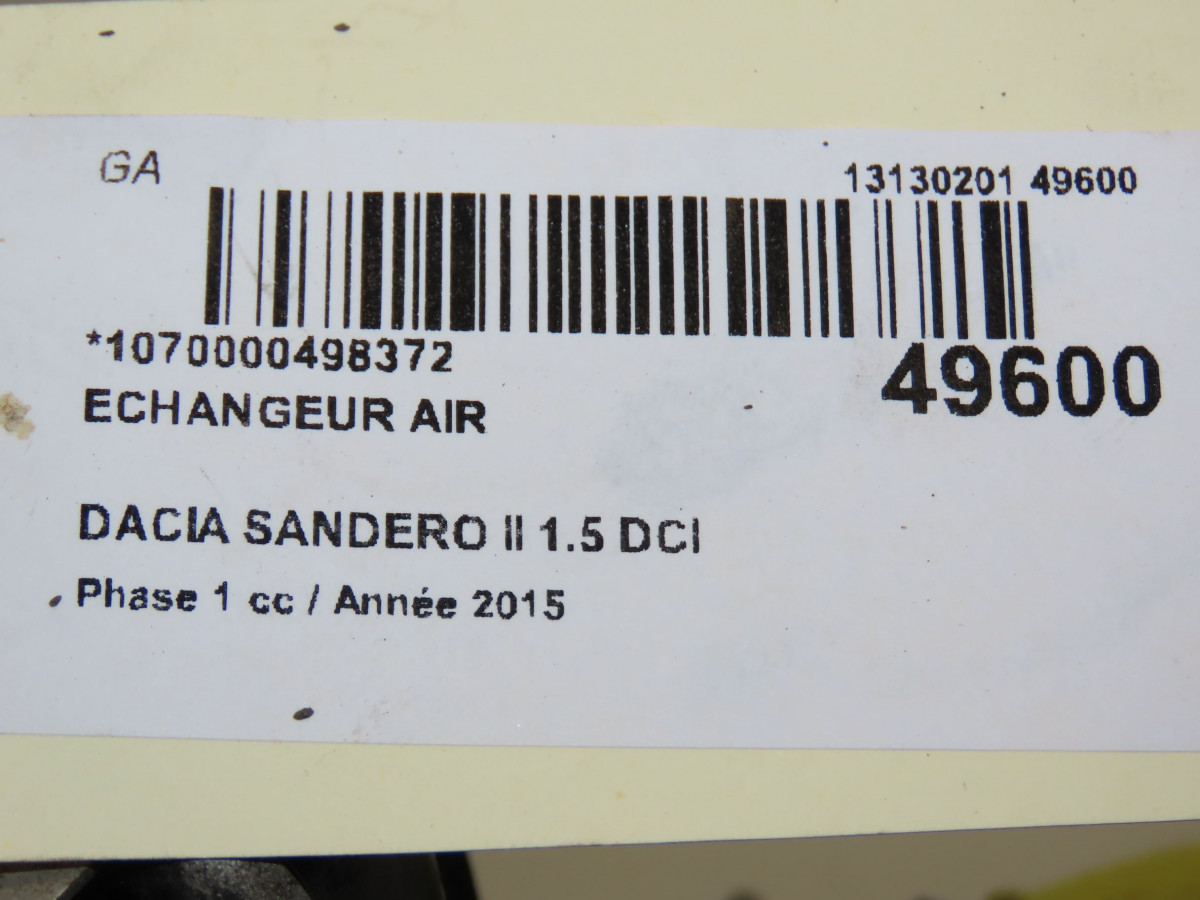 GA
13130201 49600
*1070000498372
49600
ECHANGEUR AIR
DACIA SANDERO II 1.5 DCI
Phase 1 cc / Année 2015